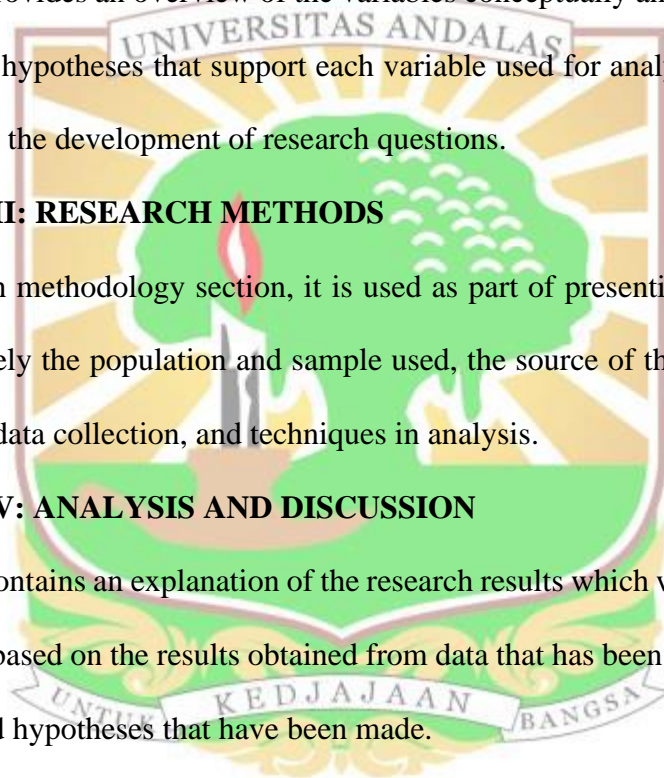 rovides an overview of the variables conceptually an
UNIVERSITAS ANDALAS
hypotheses that support each variable used for anal
the development of research questions.
II: RESEARCH METHODS
methodology section, it is used as part of presenti
ely the population and sample used, the source of th
data collection, and techniques in analysis.
V: ANALYSIS AND DISCUSSION
ontains an explanation of the research results which
based on the results obtained from data that has been
hypotheses that have been made.
UNTUK KEDJAJAAN BANGSA